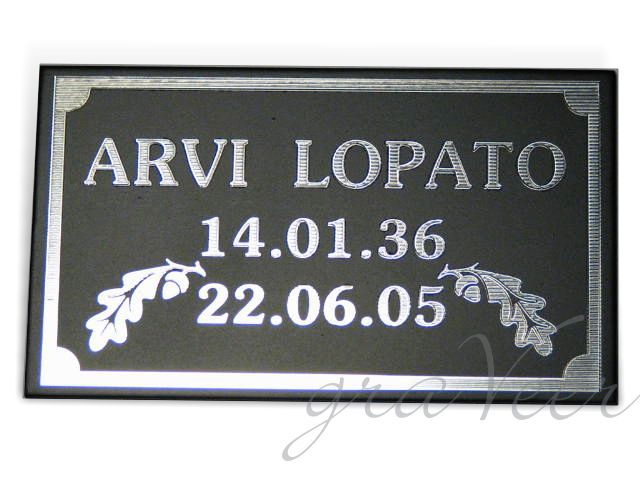 ARVI LOPATO
14.01.36
22.06.05
graVeer